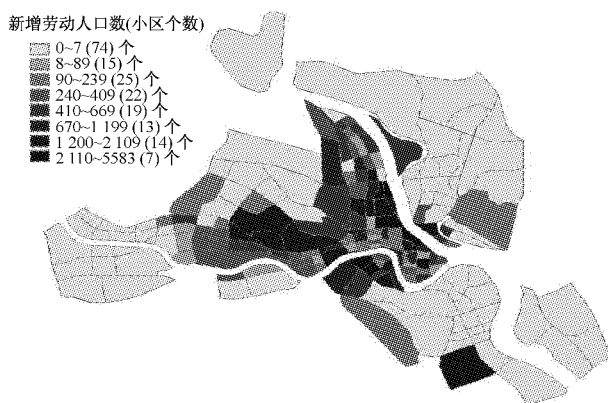 新增劳动人口数(小区个数)
0~7 (74) 个
8~89 (15) 个
90~239 (25) 个
240~409 (22) 个
410~669 (19) 个
670~1 199 (13) 个
1 200~2 109 (14) 个
2 110~5583 (7) 个